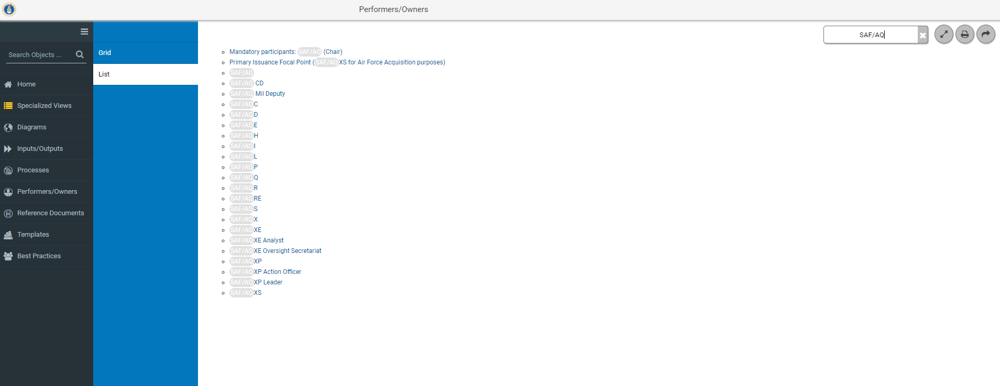 Performers/Owners
Search Objects ...
Home
Specialized Views
Diagrams
Inputs/Outputs
Processes
Performers/Owners
Reference Documents
Templates
Best Practices
Grid
List
SAF/AQ
Mandatory participants: SAF/AQ (Chair)
Primary Issuance Focal Point (SAF/AQXS for Air Force Acquisition purposes)
SAF/AQ
SAF/AQ CD
SAF/AQ Mil Deputy
SAF/AQC
SAF/AQD
SAF/AQE
SAF/AQH
SAF/AQI
SAF/AQL
SAF/AQP
SAF/AQQ
SAF/AQR
SAF/AQRE
SAF/AQS
SAF/AQX
SAF/AQXE
SAF/AQXE Analyst
SAF/AQXE Oversight Secretariat
SAF/AQXP
SAF/AQXP Action Officer
SAF/AQXP Leader
SAF/AQXS